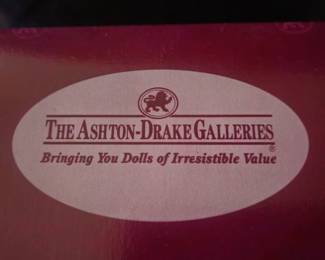 THE ASHTON-DRAKE GALLERIES
®
Bringing You Dolls of Irresistible Value